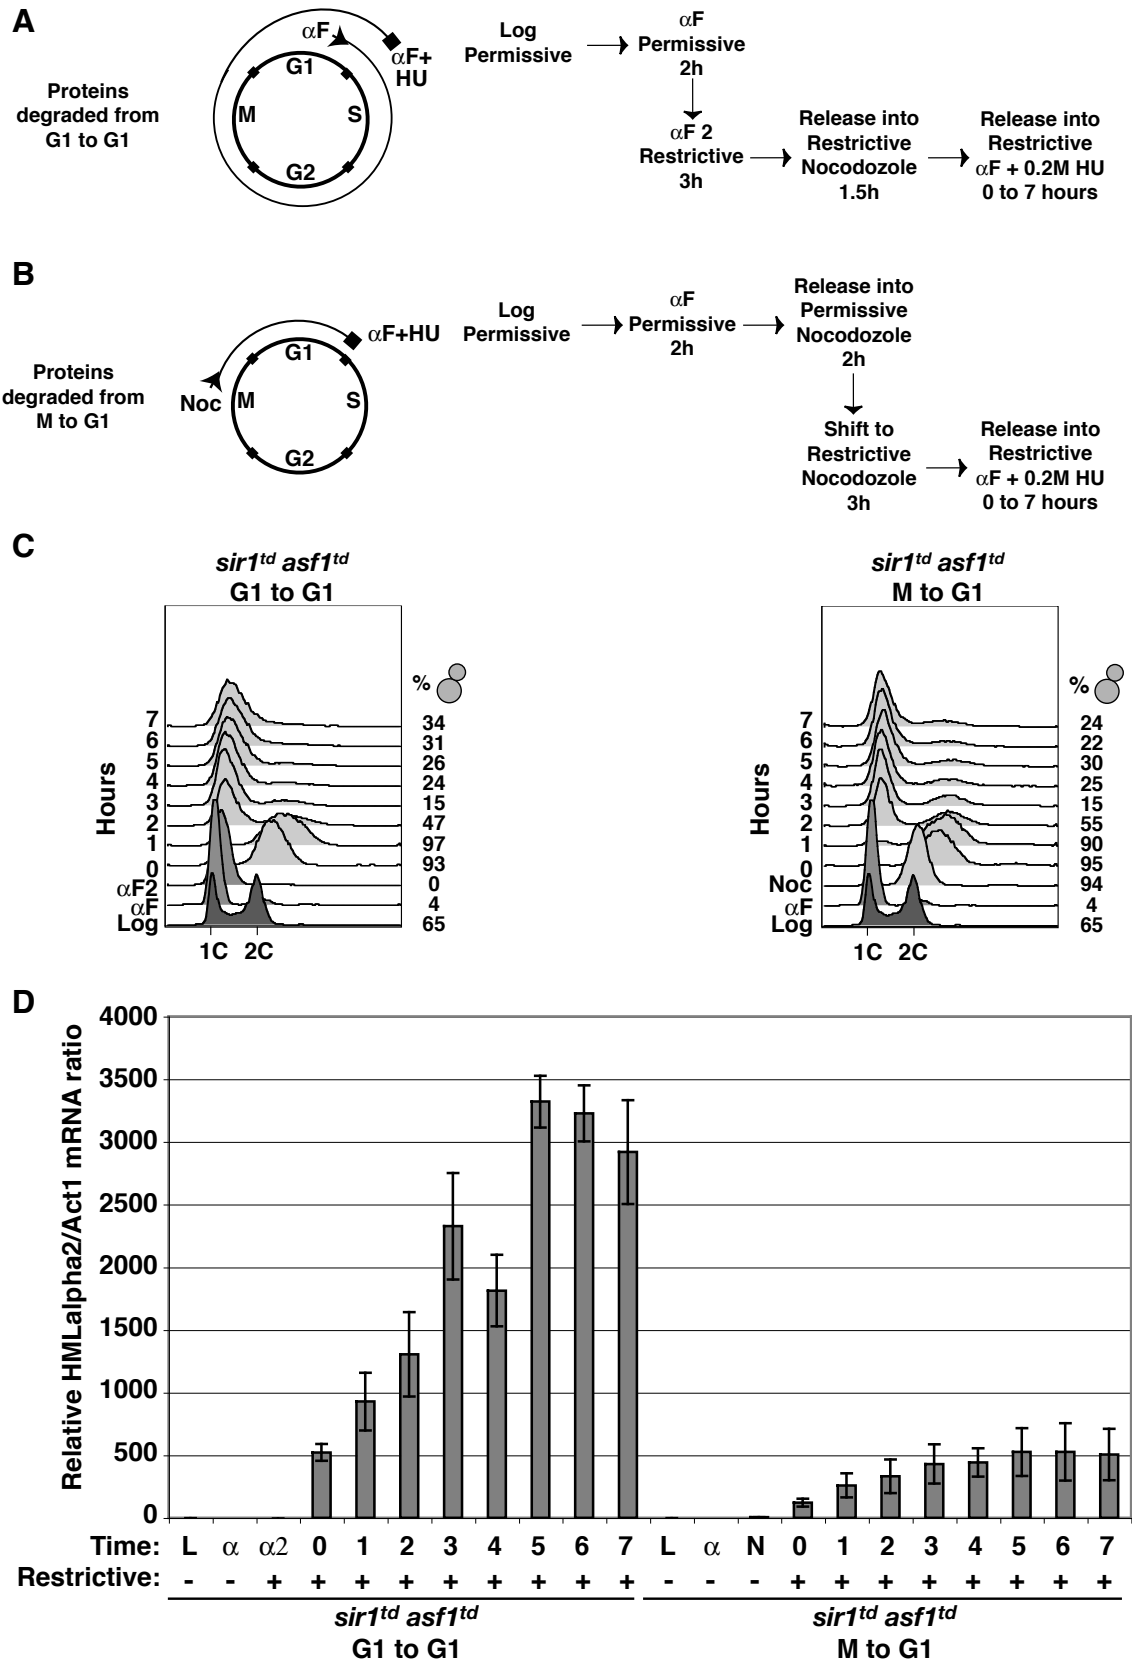 A
Proteins
degraded from
G1 to G1
αF
αF+
HU
G1
M
S
G2
Log
Permissive
αF
Permissive
2h
αF 2
Restrictive
3h
Release into
Restrictive
Nocodozole
1.5h
Release into
Restrictive
αF + 0.2M HU
0 to 7 hours
B
Proteins
degraded from
M to G1
Noc
αF+HU
G1
M
S
G2
Log
Permissive
αF
Permissive
2h
Release into
Permissive
Nocodozole
2h
Shift to
Restrictive
Nocodozole
3h
Release into
Restrictive
αF + 0.2M HU
0 to 7 hours
C
sir1td asf1td
G1 to G1
%
Hours
7 34
6 31
5 26
4 24
3 15
2 47
1 97
0 93
αF2 0
αF 4
Log 65
1C 2C
sir1td asf1td
M to G1
%
Hours
7 24
6 22
5 30
4 25
3 15
2 55
1 90
0 95
Noc 94
αF 4
Log 65
1C 2C
D
Relative HMLalpha2/Act1 mRNA ratio
4000
3500
3000
2500
2000
1500
1000
500
0
Time: L α α2 0 1 2 3 4 5 6 7 L α N 0 1 2 3 4 5 6 7
Restrictive: - - + + + + + + + + + - - - + + + + + + + +
sir1td asf1td
G1 to G1
sir1td asf1td
M to G1